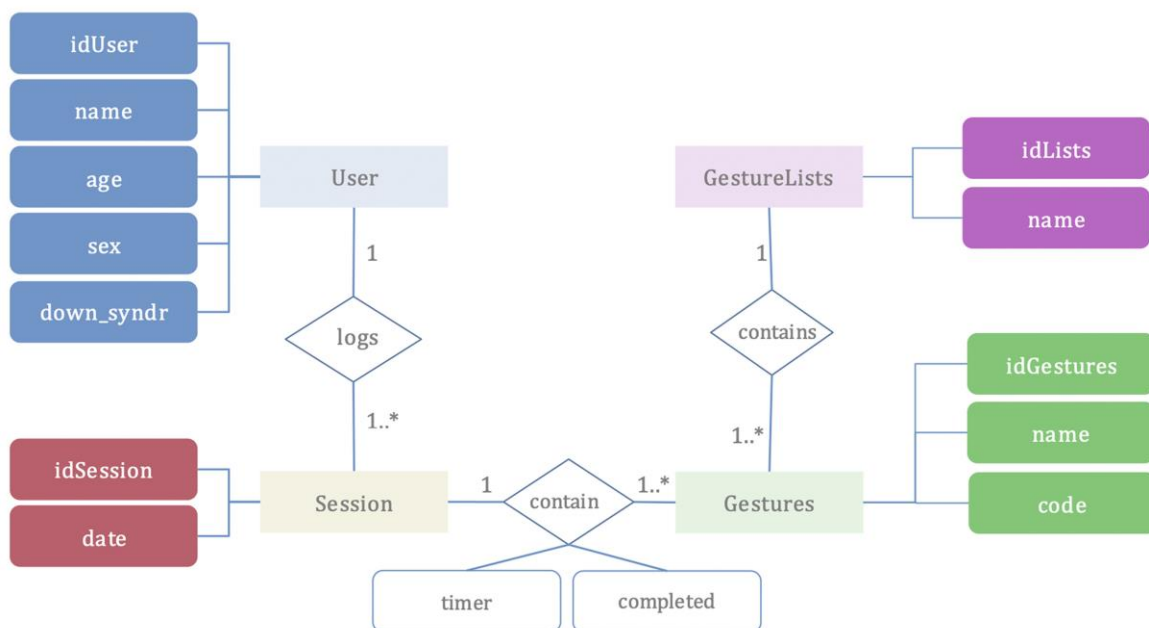 idUser
name
age
sex
down_syndr
User
1
logs
1..*
GestureLists
idLists
name
1
contains
1..*
idGestures
name
code
idSession
date
Session
1
contain
1..*
Gestures
timer
completed